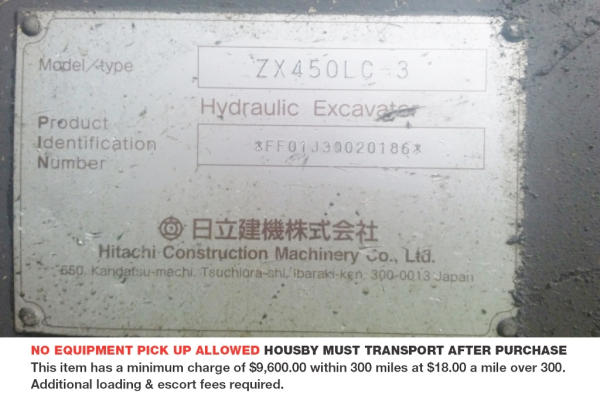 Model/type ZX450LC-3
Hydraulic Excavator
Product
Identification *FF01J30020186*
Number
日立建機株式会社
Hitachi Construction Machinery Co., Ltd.
650, Kandatsu-machi, Tsuchiora-shi, Ibaraki-ken, 300-0013 Japan
NO EQUIPMENT PICK UP ALLOWED HOUSBY MUST TRANSPORT AFTER PURCHASE
This item has a minimum charge of $9,600.00 within 300 miles at $18.00 a mile over 300.
Additional loading & escort fees required.